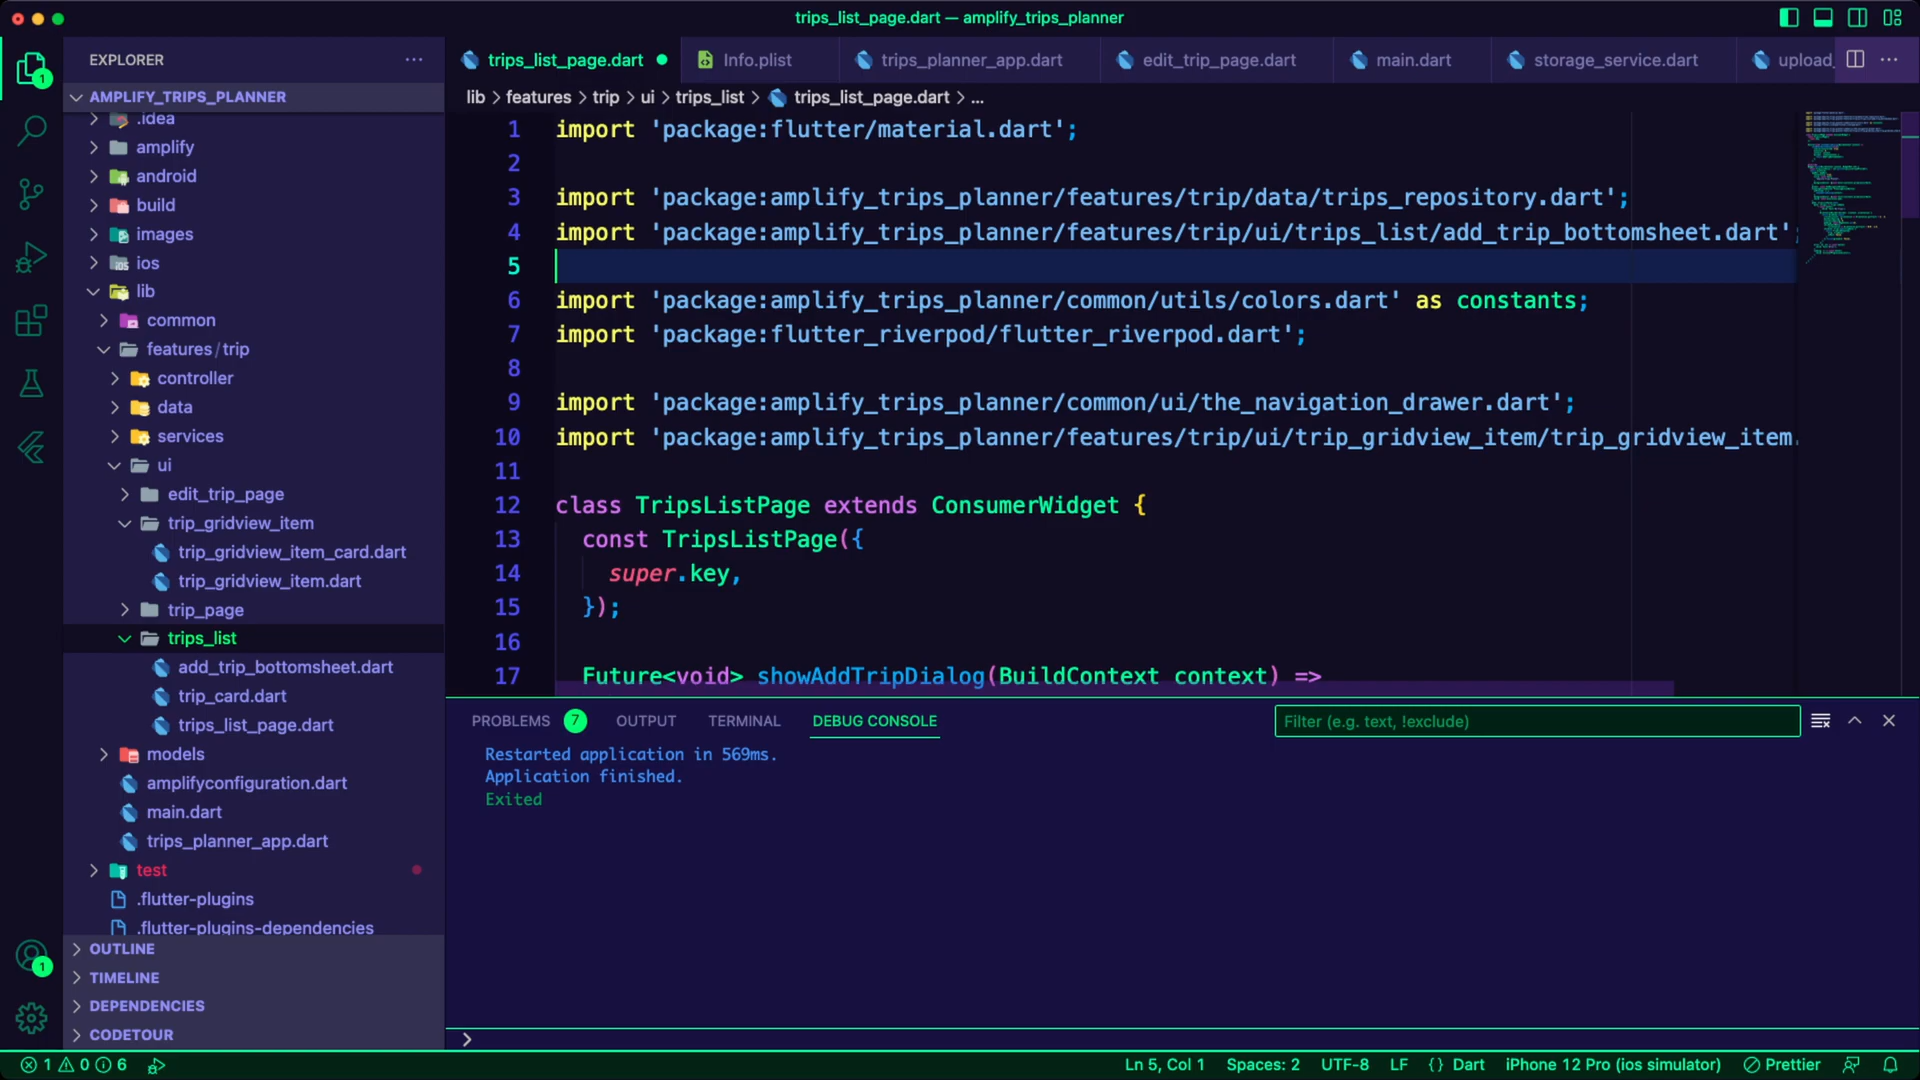 trips_list_page.dart — amplify_trips_planner
EXPLORER
AMPLIFY_TRIPS_PLANNER
.idea
amplify
android
build
images
ios
lib
common
features/trip
controller
data
services
ui
edit_trip_page
trip_gridview_item
trip_gridview_item_card.dart
trip_gridview_item.dart
trip_page
trips_list
add_trip_bottomsheet.dart
trip_card.dart
trips_list_page.dart
models
amplifyconfiguration.dart
main.dart
trips_planner_app.dart
test
.flutter-plugins
.flutter-plugins-dependencies
OUTLINE
TIMELINE
DEPENDENCIES
CODETOUR
1
1
trips_list_page.dart Info.plist trips_planner_app.dart edit_trip_page.dart main.dart storage_service.dart upload_
lib > features > trip > ui > trips_list > trips_list_page.dart > ...
1 import 'package:flutter/material.dart';
2
3 import 'package:amplify_trips_planner/features/trip/data/trips_repository.dart';
4 import 'package:amplify_trips_planner/features/trip/ui/trips_list/add_trip_bottomsheet.dart';
5
6 import 'package:amplify_trips_planner/common/utils/colors.dart' as constants;
7 import 'package:flutter_riverpod/flutter_riverpod.dart';
8
9 import 'package:amplify_trips_planner/common/ui/the_navigation_drawer.dart';
10 import 'package:amplify_trips_planner/features/trip/ui/trip_gridview_item/trip_gridview_item.
11
12 class TripsListPage extends ConsumerWidget {
13 const TripsListPage({
14 super.key,
15 });
16
17 Future<void> showAddTripDialog(BuildContext context) =>
PROBLEMS 7 OUTPUT TERMINAL DEBUG CONSOLE Filter (e.g. text, !exclude)
Restarted application in 569ms.
Application finished.
Exited
>
1 0 6 Ln 5, Col 1 Spaces: 2 UTF-8 LF {} Dart iPhone 12 Pro (ios simulator) Prettier